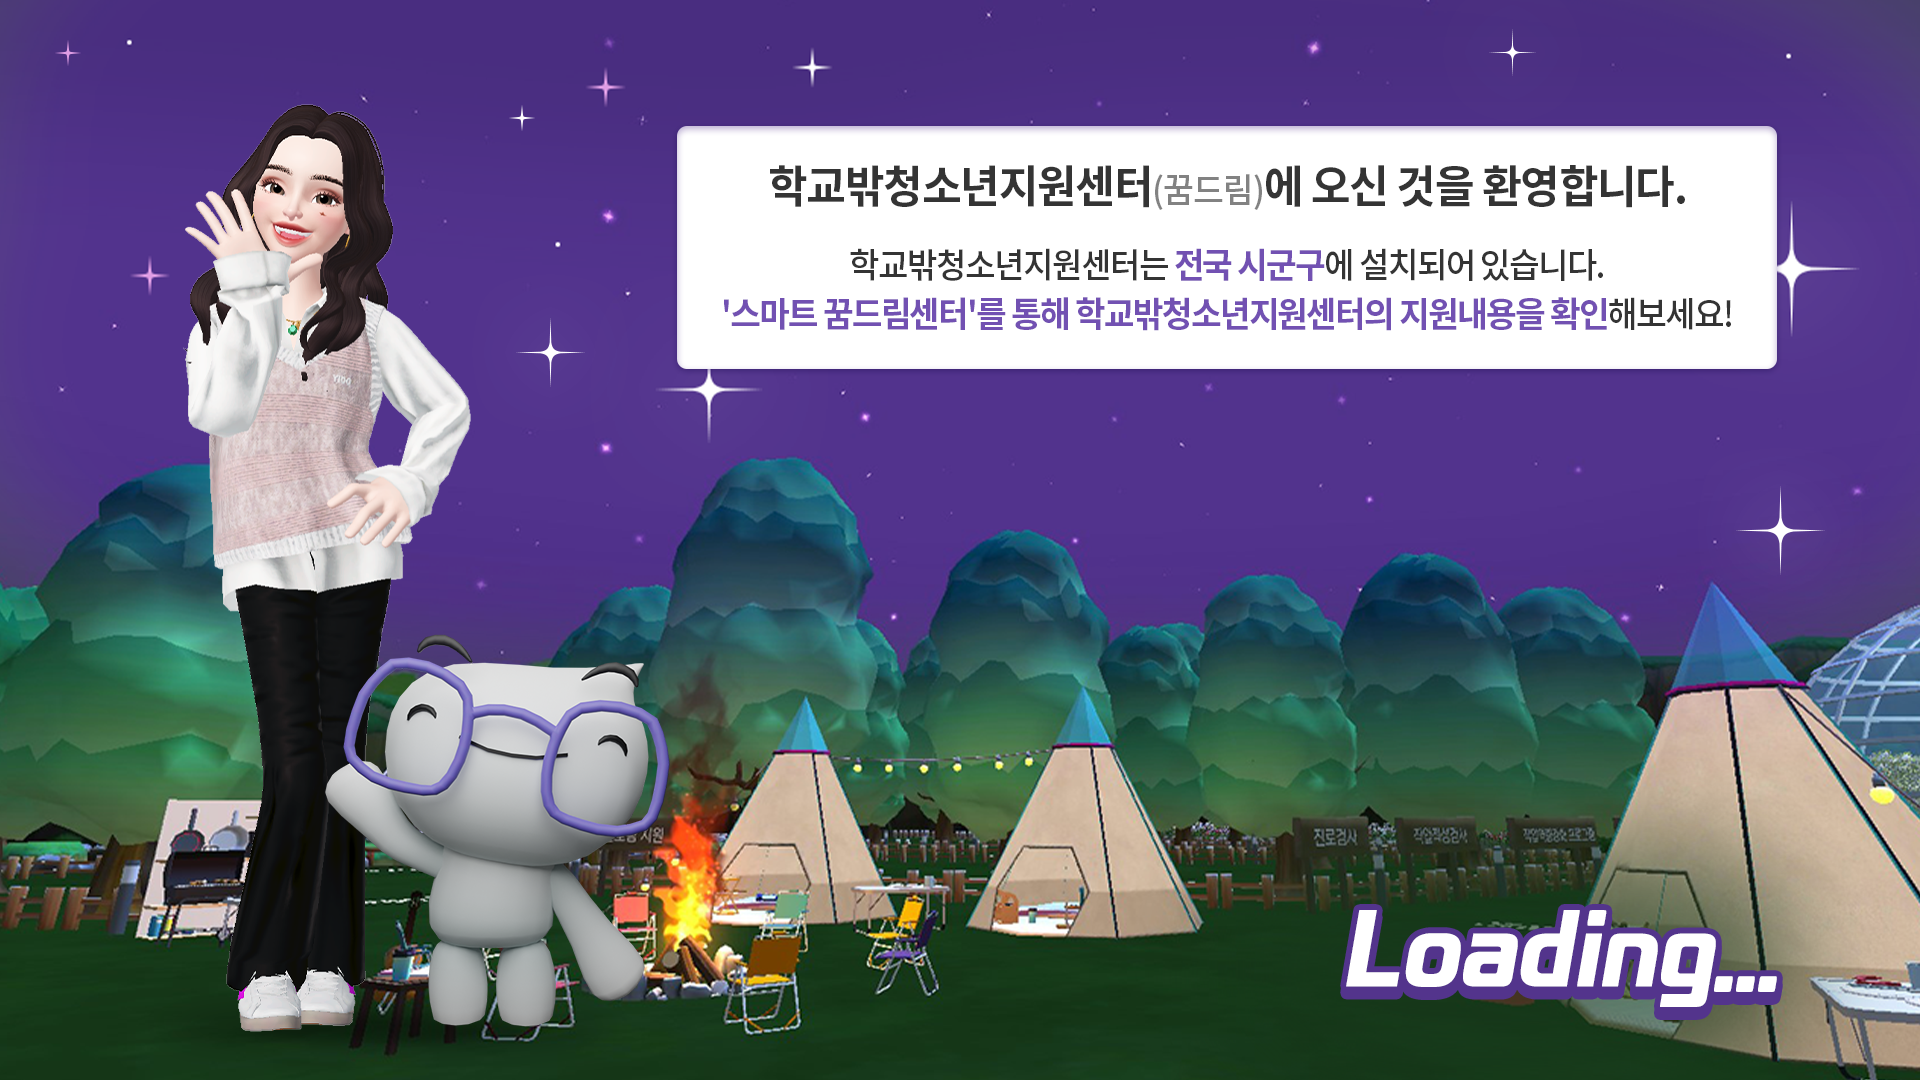 학교밖청소년지원센터(꿈드림)에 오신 것을 환영합니다.
학교밖청소년지원센터는 전국 시군구에 설치되어 있습니다.
'스마트 꿈드림센터'를 통해 학교밖청소년지원센터의 지원내용을 확인해보세요!
진로검사
Loading...